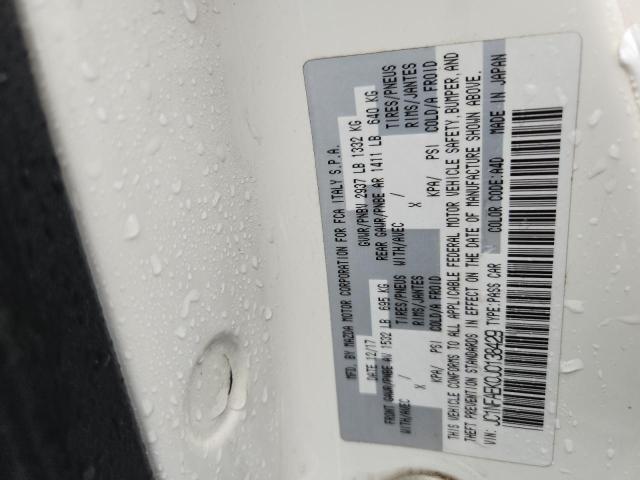 MFD. BY MAZDA MOTOR CORPORATION FOR FCA ITALY S.P.A.
DATE 12/17 GVWR/PNBV 2937 LB 1332 KG
FRONT GAWR/PNBE AV 1532 LB 695 KG REAR GAWR/PNBE AR 1411 LB 640 KG
WITH/AVEC TIRES/PNEUS WITH/AVEC TIRES/PNEUS
X / RIMS/JANTES X / RIMS/JANTES
KPA/ PSI COLD/A FROID KPA/ PSI COLD/A FROID
THIS VEHICLE CONFORMS TO ALL APPLICABLE FEDERAL MOTOR VEHICLE SAFETY, BUMPER, AND
THEFT PREVENTION STANDARDS IN EFFECT ON THE DATE OF MANUFACTURE SHOWN ABOVE.
VIN: JC1NFAEK0J0138429 TYPE:PASS CAR COLOR CODE:A4D MADE IN JAPAN